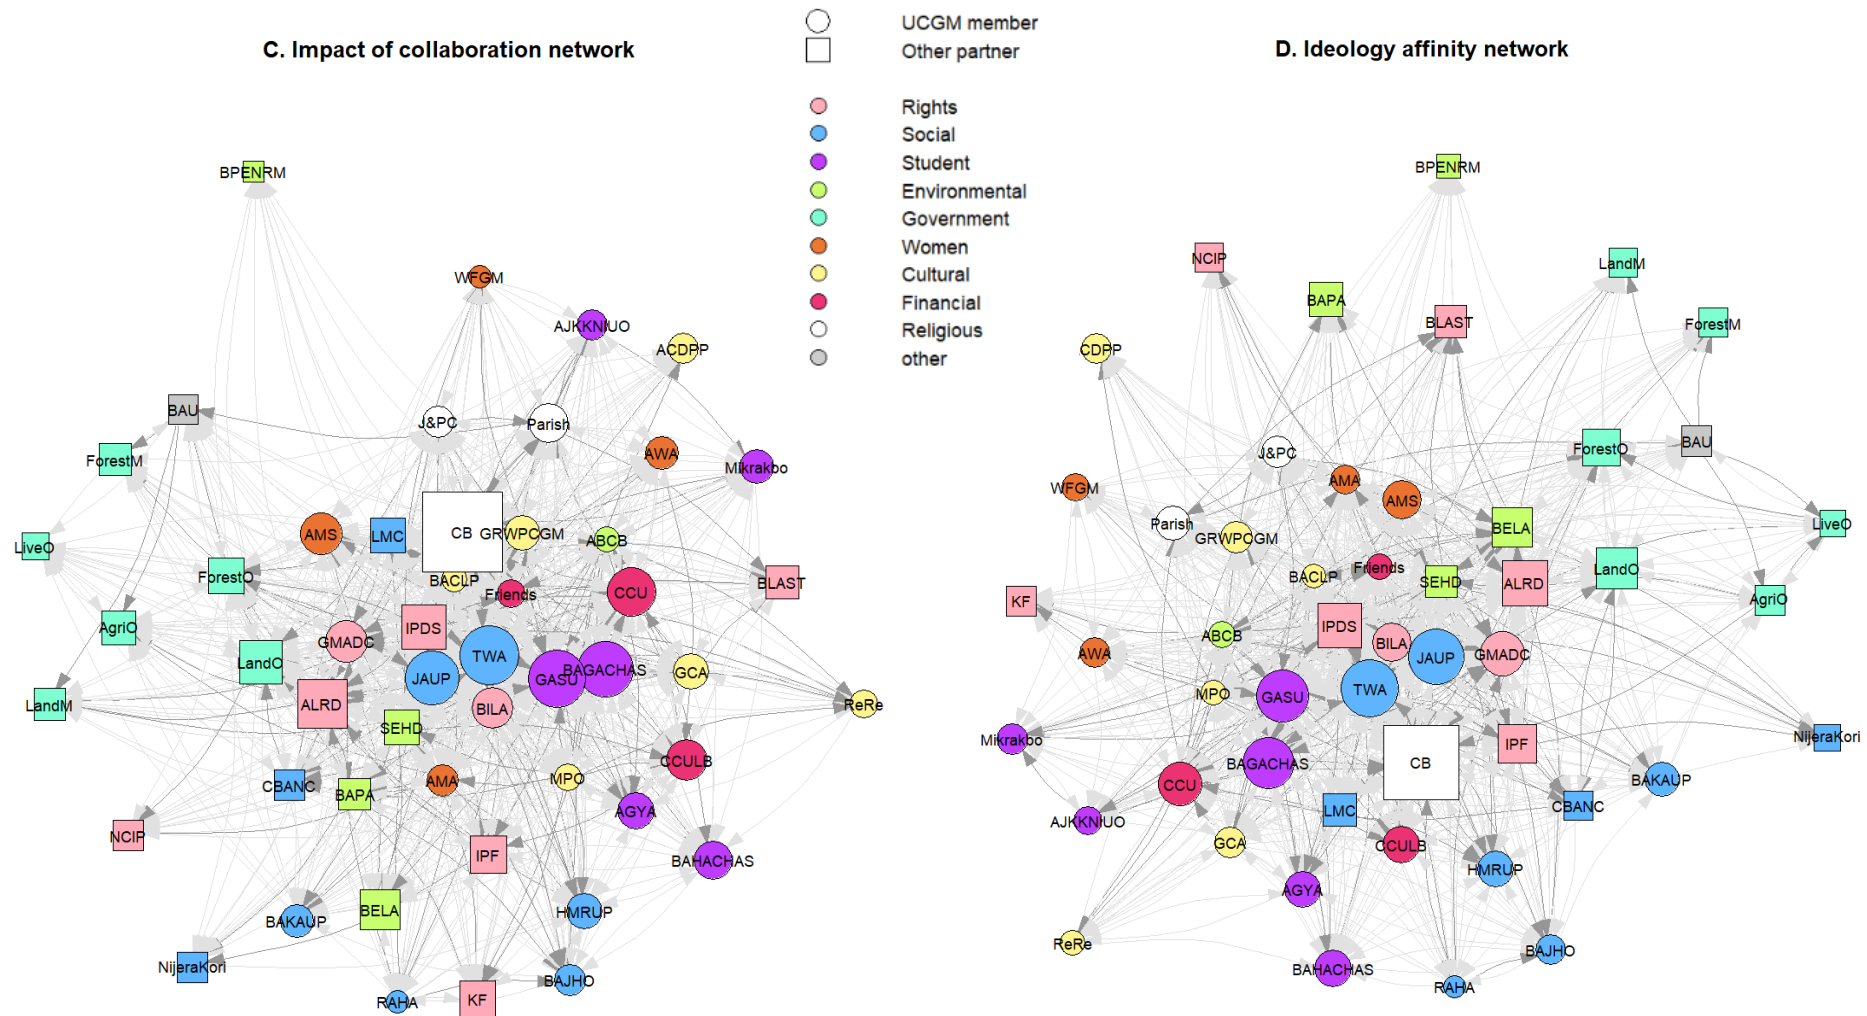 C. Impact of collaboration network
UCGM member
Other partner
Rights
Social
Student
Environmental
Government
Women
Cultural
Financial
Religious
other
BPENRM
WFGM
AJKKNIUO
ACDPP
BAU
J&PC
Parish
ForestM
AWA
Mikrakbo
AMS
LMC
CB
GRWPCGM
ABCB
LiveO
ForestO
BACLP
Friends
CCU
BLAST
AgriO
GMADC
IPDS
LandO
JAUP
TWA
GASU
BAGACHAS
GCA
LandM
ALRD
BILA
ReRe
SEHD
CBANC
BAPA
AMA
MPO
CCULB
AGYA
NCIP
IPF
BAHACHAS
BAKAUP
BELA
HMRUP
NijeraKori
RAHA
KF
BAJHO
D. Ideology affinity network
BPENRM
NCIP
LandM
BAPA
BLAST
ForestM
CDPP
J&PC
ForestO
BAU
WFGM
AMA
AMS
Parish
GRWPCGM
BELA
LiveO
BACLP
Friends
SEHD
ALRD
LandO
KF
AgriO
ABCB
IPDS
BILA
AWA
JAUP
GMADC
MPO
GASU
TWA
Mikrakbo
IPF
NijeraKori
BAGACHAS
CB
CCU
BAKAUP
AJKKNIUO
LMC
CBANC
GCA
CCULB
HMRUP
AGYA
ReRe
BAHACHAS
BAJHO
RAHA